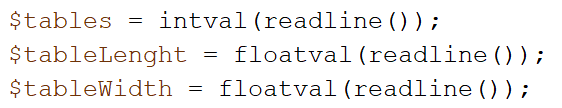 $tables = intval(readline());
$tableLenght = floatval(readline());
$tableWidth = floatval(readline());